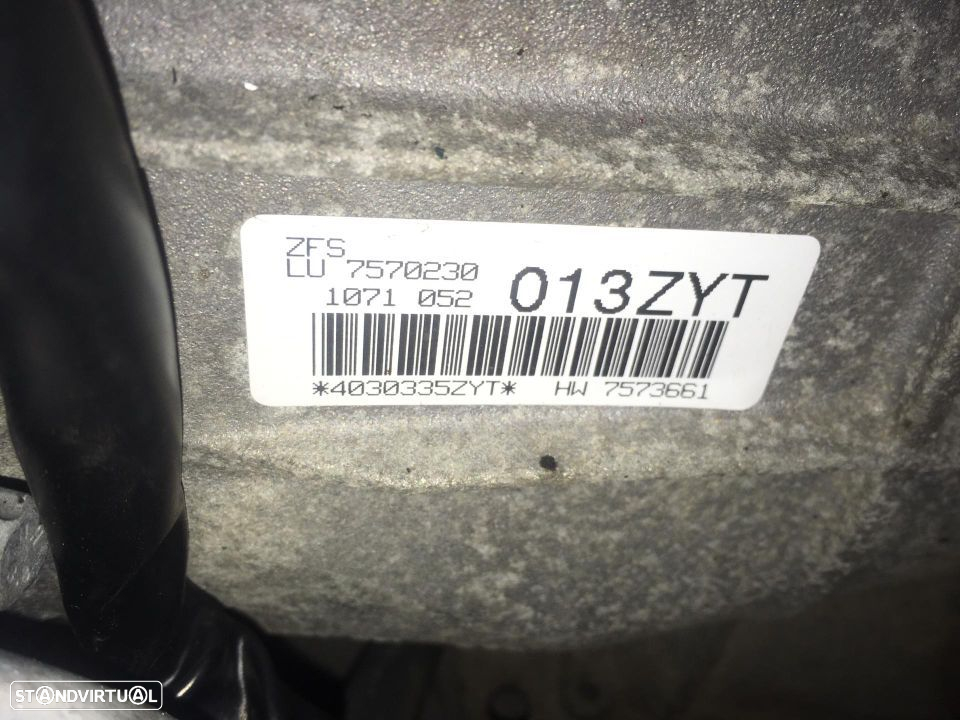 ZFS
LU 7570230
1071 052
013ZYT
*4030335ZYT* HW 7573661
STANDVIRTUAL